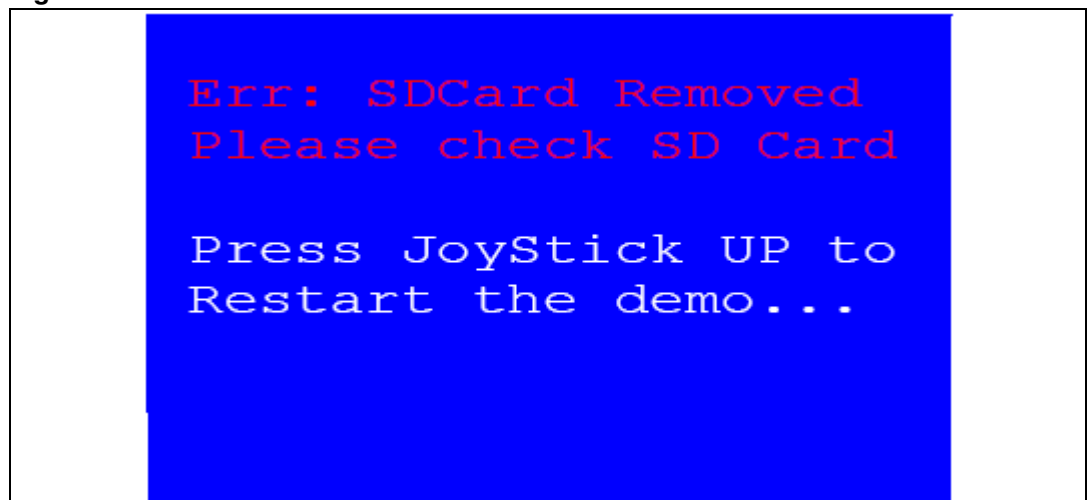 Err: SDCard Removed
Please check SD Card
Press JoyStick UP to
Restart the demo...